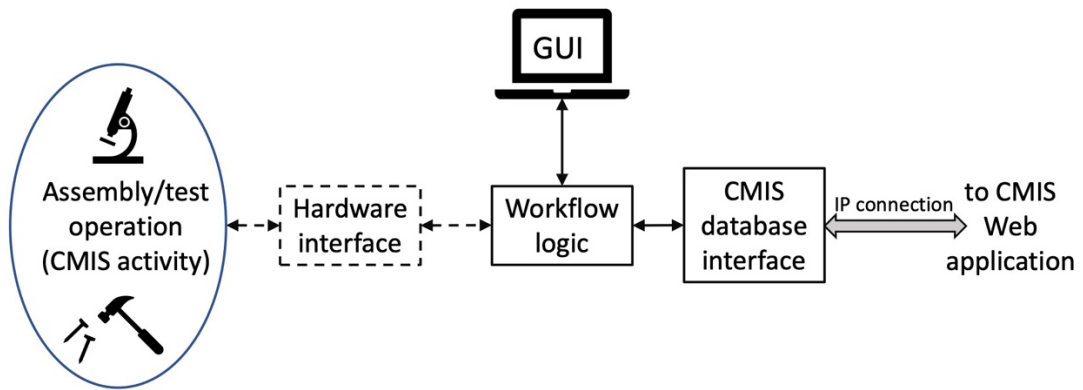 GUI
Assembly/test
operation
(CMIS activity)
Hardware
interface
Workflow
logic
CMIS
database
interface
IP connection
to CMIS
Web
application